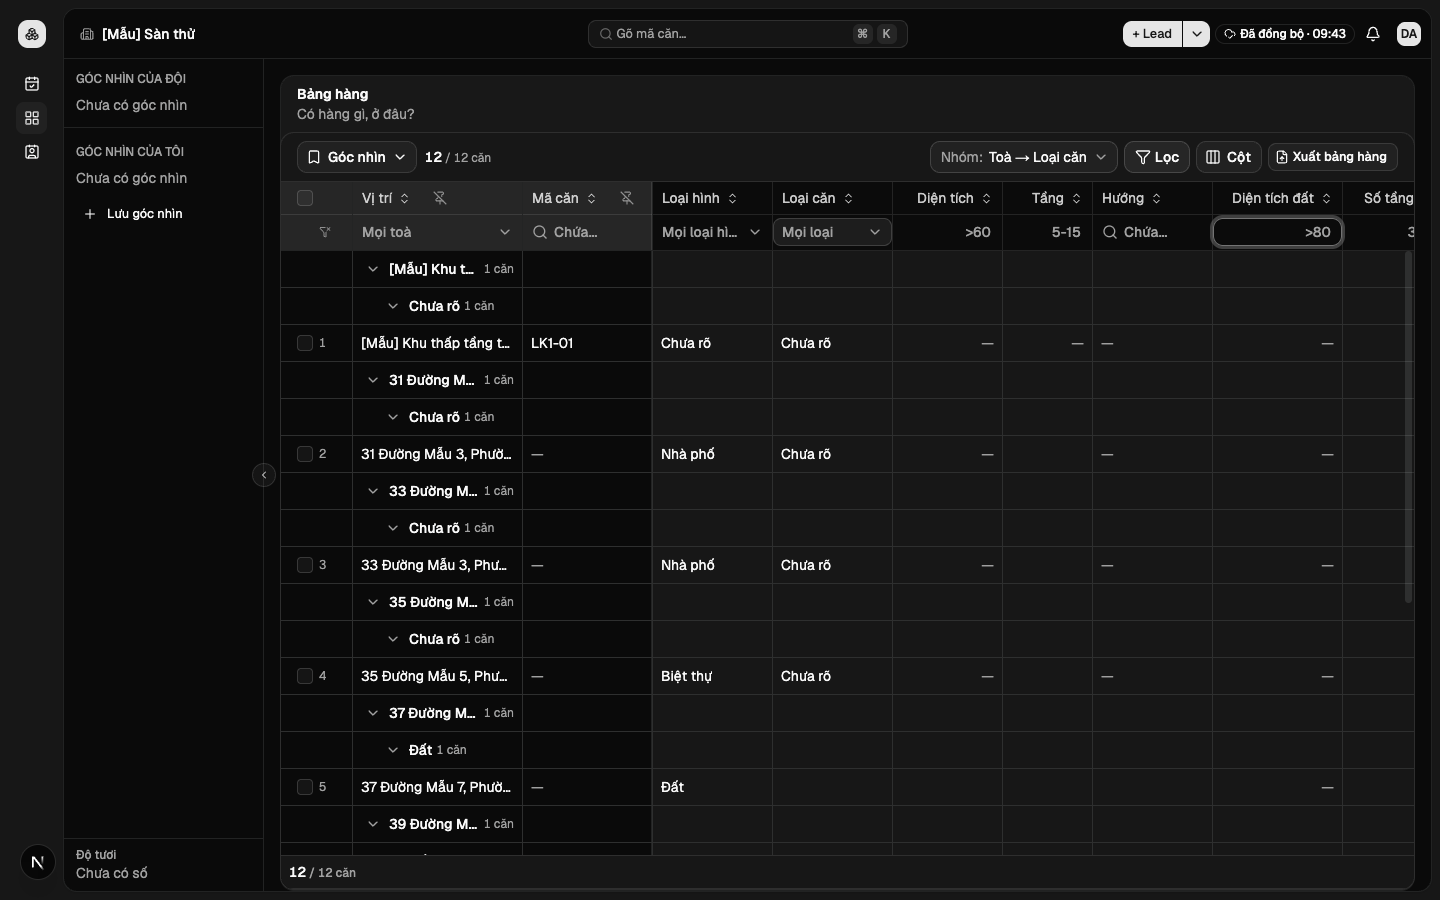 [Mẫu] Sàn thử
Gõ mã căn...
⌘ K
+ Lead
Đã đồng bộ · 09:43
DA
GÓC NHÌN CỦA ĐỘI
Chưa có góc nhìn
GÓC NHÌN CỦA TÔI
Chưa có góc nhìn
+ Lưu góc nhìn
Bảng hàng
Có hàng gì, ở đâu?
Góc nhìn 12 / 12 căn Nhóm: Toà → Loại căn Lọc Cột Xuất bảng hàng
Vị trí Mã căn Loại hình Loại căn Diện tích Tầng Hướng Diện tích đất Số tầng
Mọi toà Chứa... Mọi loại hì... Mọi loại >60 5-15 Chứa... >80 3
[Mẫu] Khu t... 1 căn
Chưa rõ 1 căn
1 [Mẫu] Khu thấp tầng t... LK1-01 Chưa rõ Chưa rõ — — — —
31 Đường M... 1 căn
Chưa rõ 1 căn
2 31 Đường Mẫu 3, Phườ... — Nhà phố Chưa rõ — — —
33 Đường M... 1 căn
Chưa rõ 1 căn
3 33 Đường Mẫu 3, Phư... — Nhà phố Chưa rõ — — —
35 Đường M... 1 căn
Chưa rõ 1 căn
4 35 Đường Mẫu 5, Phư... — Biệt thự Chưa rõ — — —
37 Đường M... 1 căn
Đất 1 căn
5 37 Đường Mẫu 7, Phườ... — Đất —
39 Đường M... 1 căn
12 / 12 căn
Độ tươi
Chưa có số
N